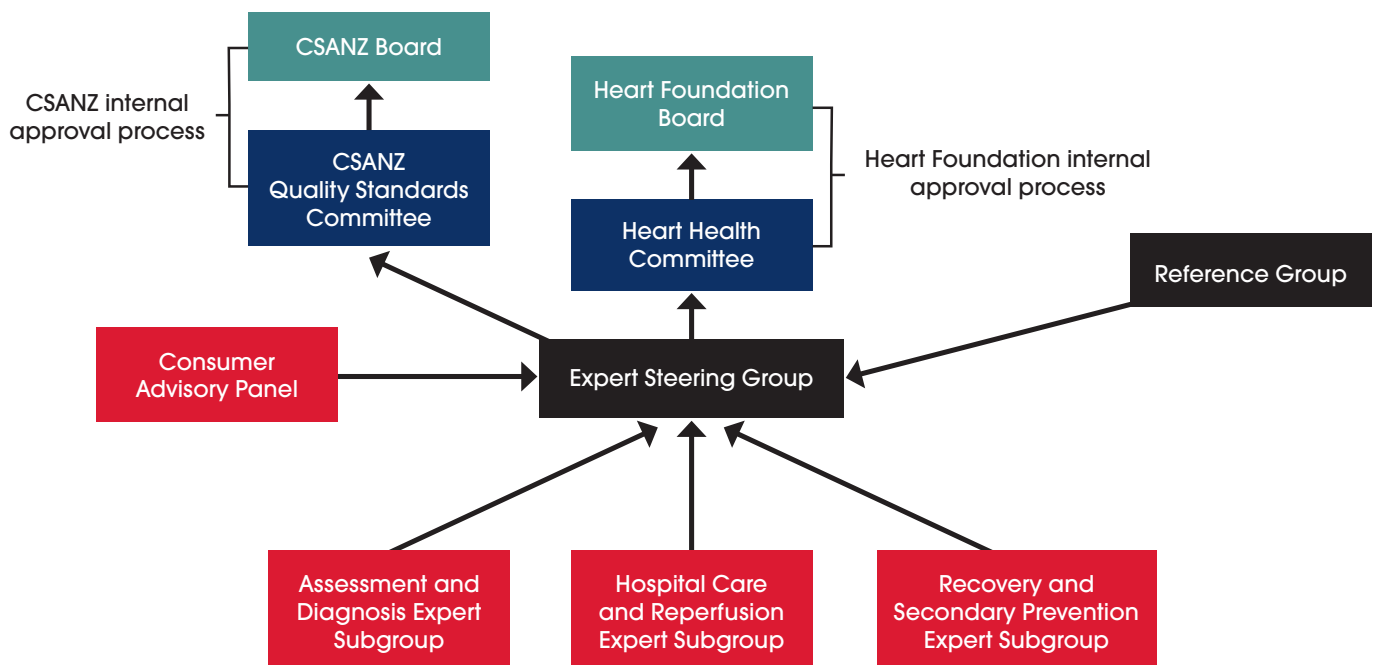 CSANZ Board
CSANZ internal
approval process
CSANZ
Quality Standards
Committee
Heart Foundation
Board
Heart Health
Committee
Heart Foundation internal
approval process
Reference Group
Consumer
Advisory Panel
Expert Steering Group
Assessment and
Diagnosis Expert
Subgroup
Hospital Care
and Reperfusion
Expert Subgroup
Recovery and
Secondary Prevention
Expert Subgroup